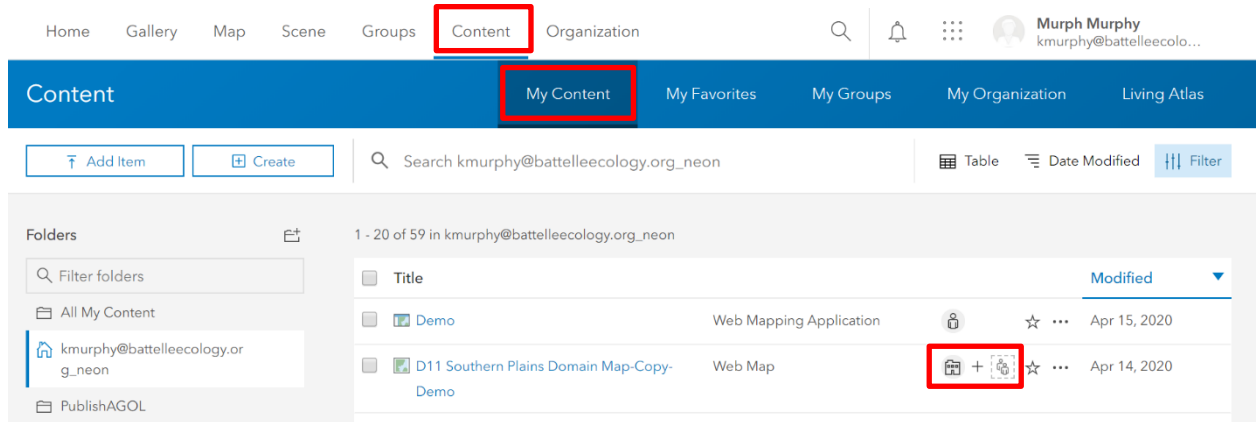 Home Gallery Map Scene Groups Content Organization Murph Murphy
kmurphy@battelleecolo...
Content My Content My Favorites My Groups My Organization Living Atlas
Add Item Create Search kmurphy@battelleecology.org_neon Table Date Modified Filter
Folders 1 - 20 of 59 in kmurphy@battelleecology.org_neon
Filter folders Title Modified
All My Content Demo Web Mapping Application Apr 15, 2020
kmurphy@battelleecology.or
g_neon
D11 Southern Plains Domain Map-Copy- Web Map + Apr 14, 2020
Demo
PublishAGOL